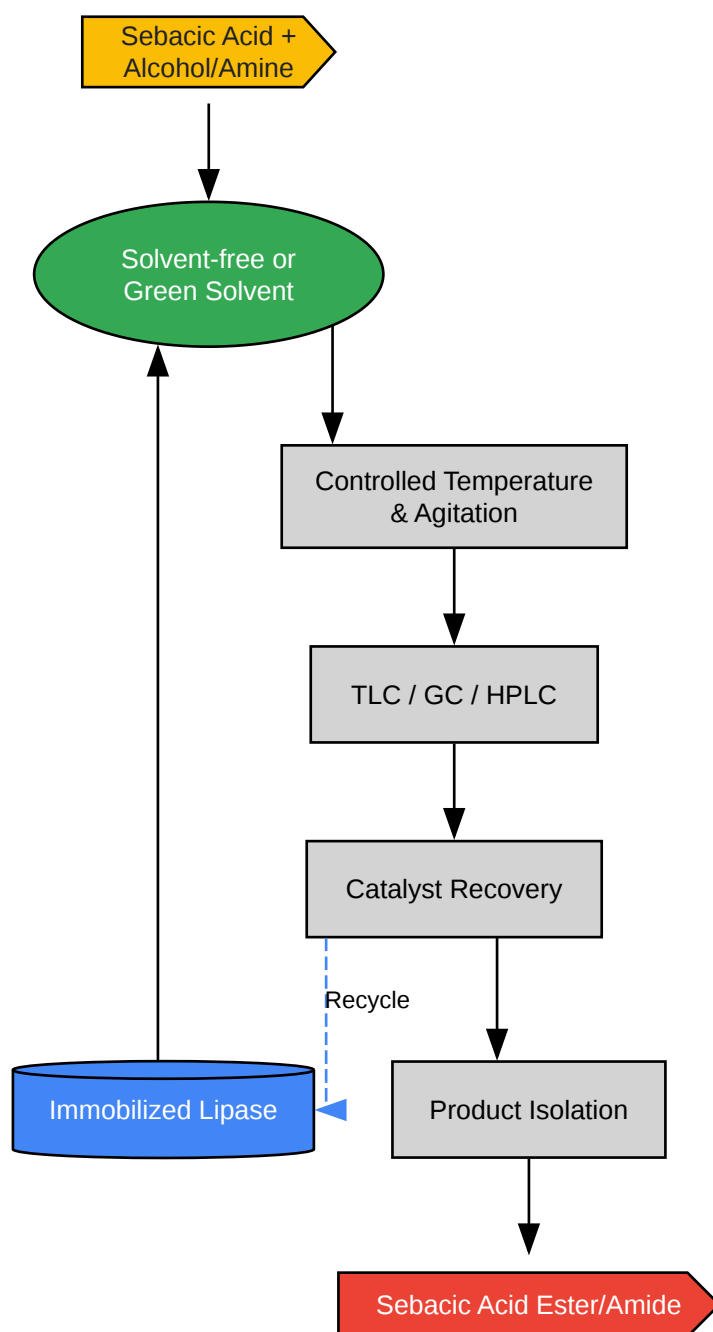 Sebacic Acid +
Alcohol/Amine
Solvent-free or
Green Solvent
Controlled Temperature
& Agitation
TLC / GC / HPLC
Catalyst Recovery
Recycle
Immobilized Lipase
Product Isolation
Sebacic Acid Ester/Amide